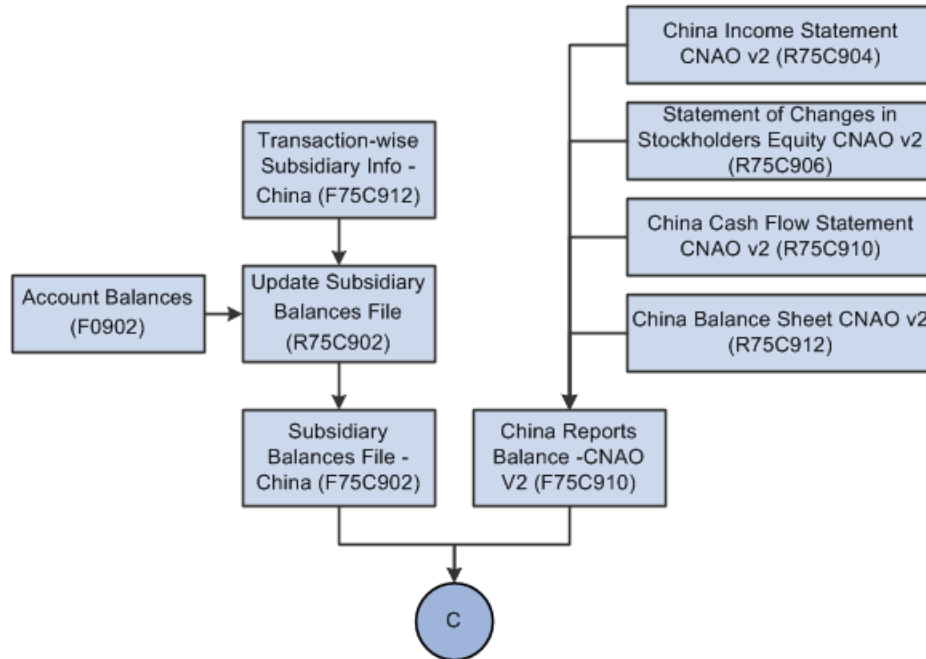 China Income Statement
CNAO v2 (R75C904)
Statement of Changes in
Stockholders Equity CNAO v2
(R75C906)
Transaction-wise
Subsidiary Info -
China (F75C912)
China Cash Flow Statement
CNAO v2 (R75C910)
Account Balances
(F0902)
Update Subsidiary
Balances File
(R75C902)
China Balance Sheet CNAO v2
(R75C912)
Subsidiary
Balances File -
China (F75C902)
China Reports
Balance -CNAO
V2 (F75C910)
C